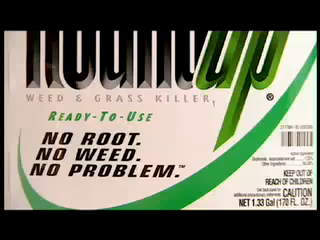 Roundup ®
WEED & GRASS KILLER1
READY-TO-USE
NO ROOT.
NO WEED.
NO PROBLEM.™
KEEP OUT OF
REACH OF CHILDREN
CAUTION
NET 1.33 Gal (170 FL. OZ.)